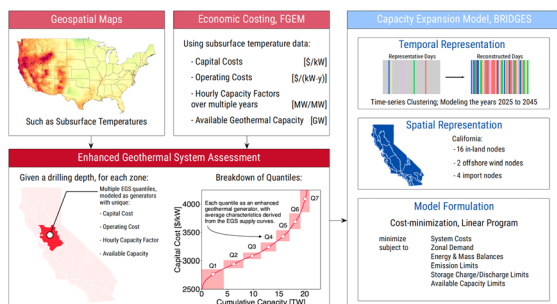 Geospatial Maps
Such as Subsurface Temperatures
Economic Costing, FGEM
Using subsurface temperature data:
- Capital Costs [$/kW]
- Operating Costs [$/(kW-y)]
- Hourly Capacity Factors
over multiple years [MW/MW]
- Available Geothermal Capacity [GW]
Enhanced Geothermal System Assessment
Given a drilling depth, for each zone:
Multiple EGS quantiles,
modeled as generators
with unique:
- Capital Cost
- Operating Cost
- Hourly Capacity Factor
- Available Capacity
Breakdown of Quantiles:
Each quantile as an enhanced
geothermal generator, with
average characteristics derived
from the EGS supply curves.
Capital Cost [$/kW]
4000
3500
3000
2500
Q1
Q2
Q3
Q4
Q5
Q6
Q7
0
5
10
15
20
Cumulative Capacity [TW]
Capacity Expansion Model, BRIDGES
Temporal Representation
Representative Days
Reconstructed Days
Time-series Clustering; Modeling the years 2025 to 2045
Spatial Representation
California:
- 16 in-land nodes
- 2 offshore wind nodes
- 4 import nodes
Model Formulation
Cost-minimization, Linear Program
minimize System Costs
subject to Zonal Demand
Energy & Mass Balances
Emission Limits
Storage Charge/Discharge Limits
Available Capacity Limits